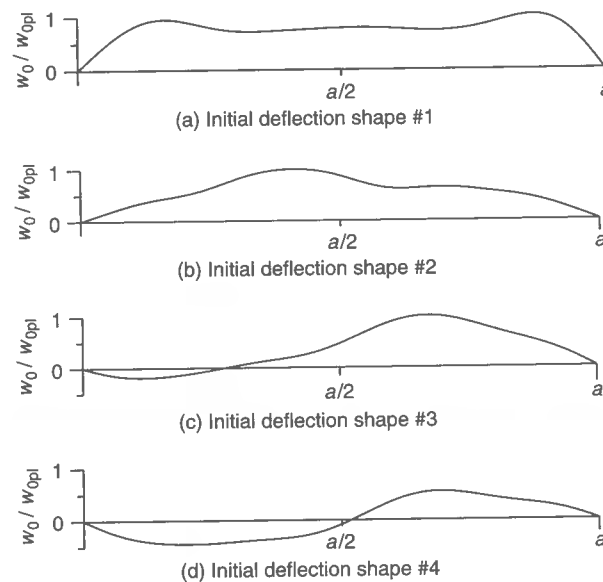 w0 / w0pl
1
0
a/2
a
(a) Initial deflection shape #1
w0 / w0pl
1
0
a/2
a
(b) Initial deflection shape #2
w0 / w0pl
1
0
a/2
a
(c) Initial deflection shape #3
w0 / w0pl
1
0
a/2
a
(d) Initial deflection shape #4